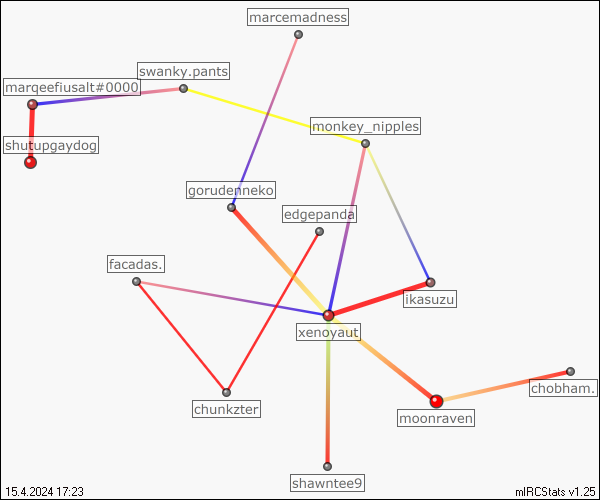 marcemadness
swanky.pants
marqeefiusalt#0000
monkey_nipples
shutupgaydog
gorudenneko
edgepanda
facadas.
ikasuzu
xenoyaut
chobham.
chunkzter
moonraven
shawntee9
15.4.2024 17:23
mIRCStats v1.25